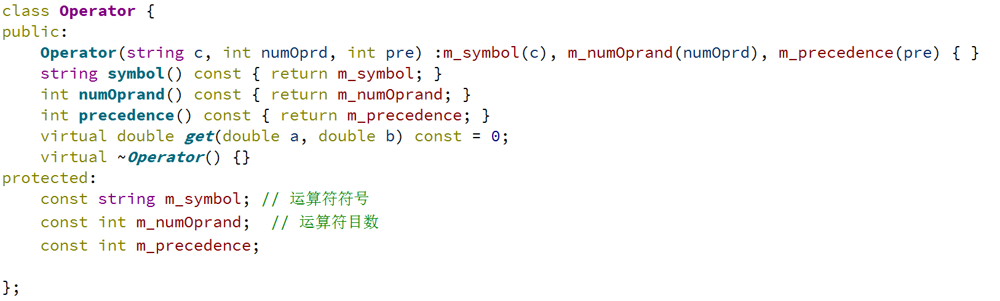 class Operator {
public:
    Operator(string c, int numOprd, int pre) :m_symbol(c), m_numOprand(numOprd), m_precedence(pre) { }
    string symbol() const { return m_symbol; }
    int numOprand() const { return m_numOprand; }
    int precedence() const { return m_precedence; }
    virtual double get(double a, double b) const = 0;
    virtual ~Operator() {}
protected:
    const string m_symbol; // 运算符符号
    const int m_numOprand;  // 运算符目数
    const int m_precedence;
};